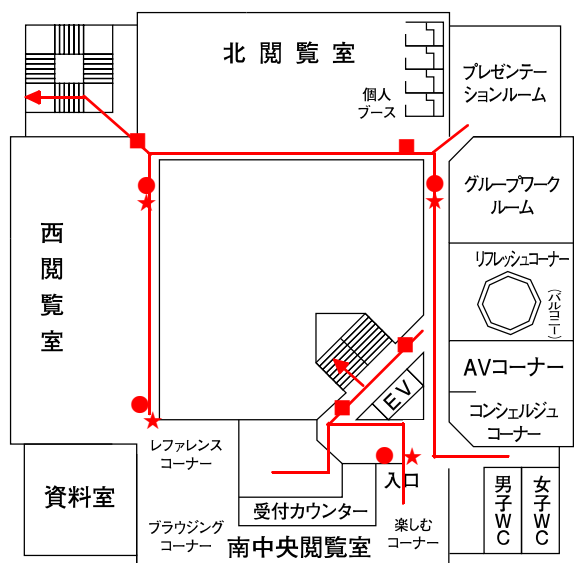 北閲覧室
個人
ブース
プレゼンテー
ションルーム
グループワーク
ルーム
西閲覧室
リフレッシュコーナー
(バルコニー)
AVコーナー
EV
コンシェルジュ
コーナー
レファレンス
コーナー
入口
資料室
受付カウンター
男子WC
女子WC
ブラウジング
コーナー
南中央閲覧室
楽しむ
コーナー